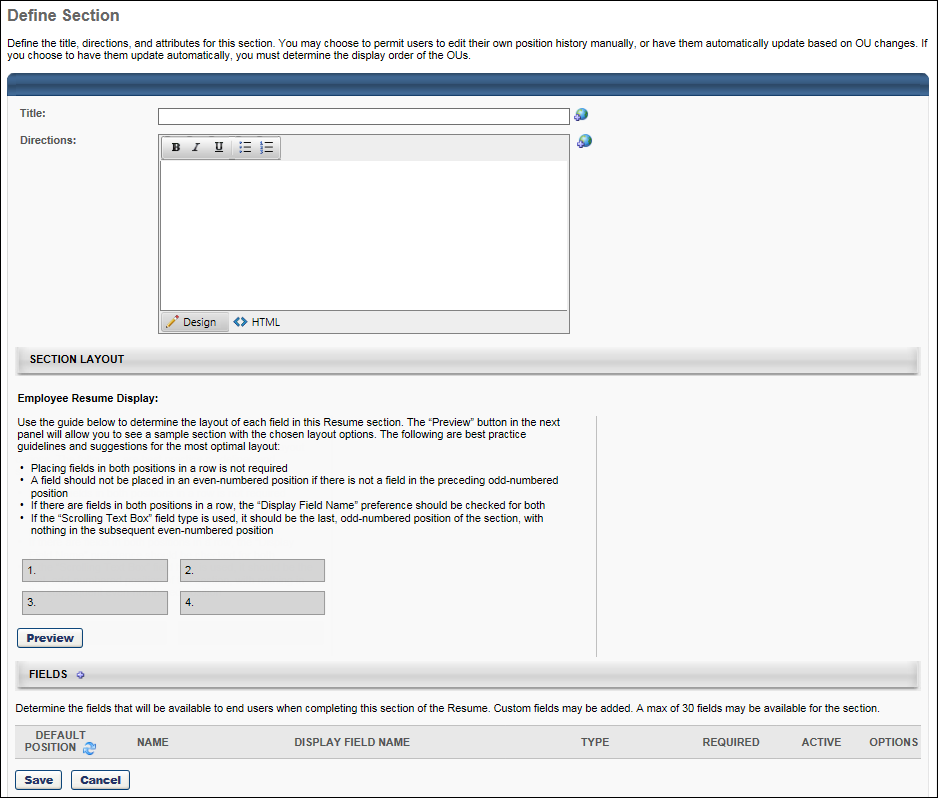 Define Section
Define the title, directions, and attributes for this section. You may choose to permit users to edit their own position history manually, or have them automatically update based on OU changes. If
you choose to have them update automatically, you must determine the display order of the OUs.
Title:
Directions:
B I U
Design HTML
SECTION LAYOUT
Employee Resume Display:
Use the guide below to determine the layout of each field in this Resume section. The “Preview” button in the next
panel will allow you to see a sample section with the chosen layout options. The following are best practice
guidelines and suggestions for the most optimal layout:
• Placing fields in both positions in a row is not required
• A field should not be placed in an even-numbered position if there is not a field in the preceding odd-numbered
position
• If there are fields in both positions in a row, the “Display Field Name” preference should be checked for both
• If the “Scrolling Text Box” field type is used, it should be the last, odd-numbered position of the section, with
nothing in the subsequent even-numbered position
1. 2.
3. 4.
Preview
FIELDS
Determine the fields that will be available to end users when completing this section of the Resume. Custom fields may be added. A max of 30 fields may be available for the section.
DEFAULT
POSITION NAME DISPLAY FIELD NAME TYPE REQUIRED ACTIVE OPTIONS
Save Cancel